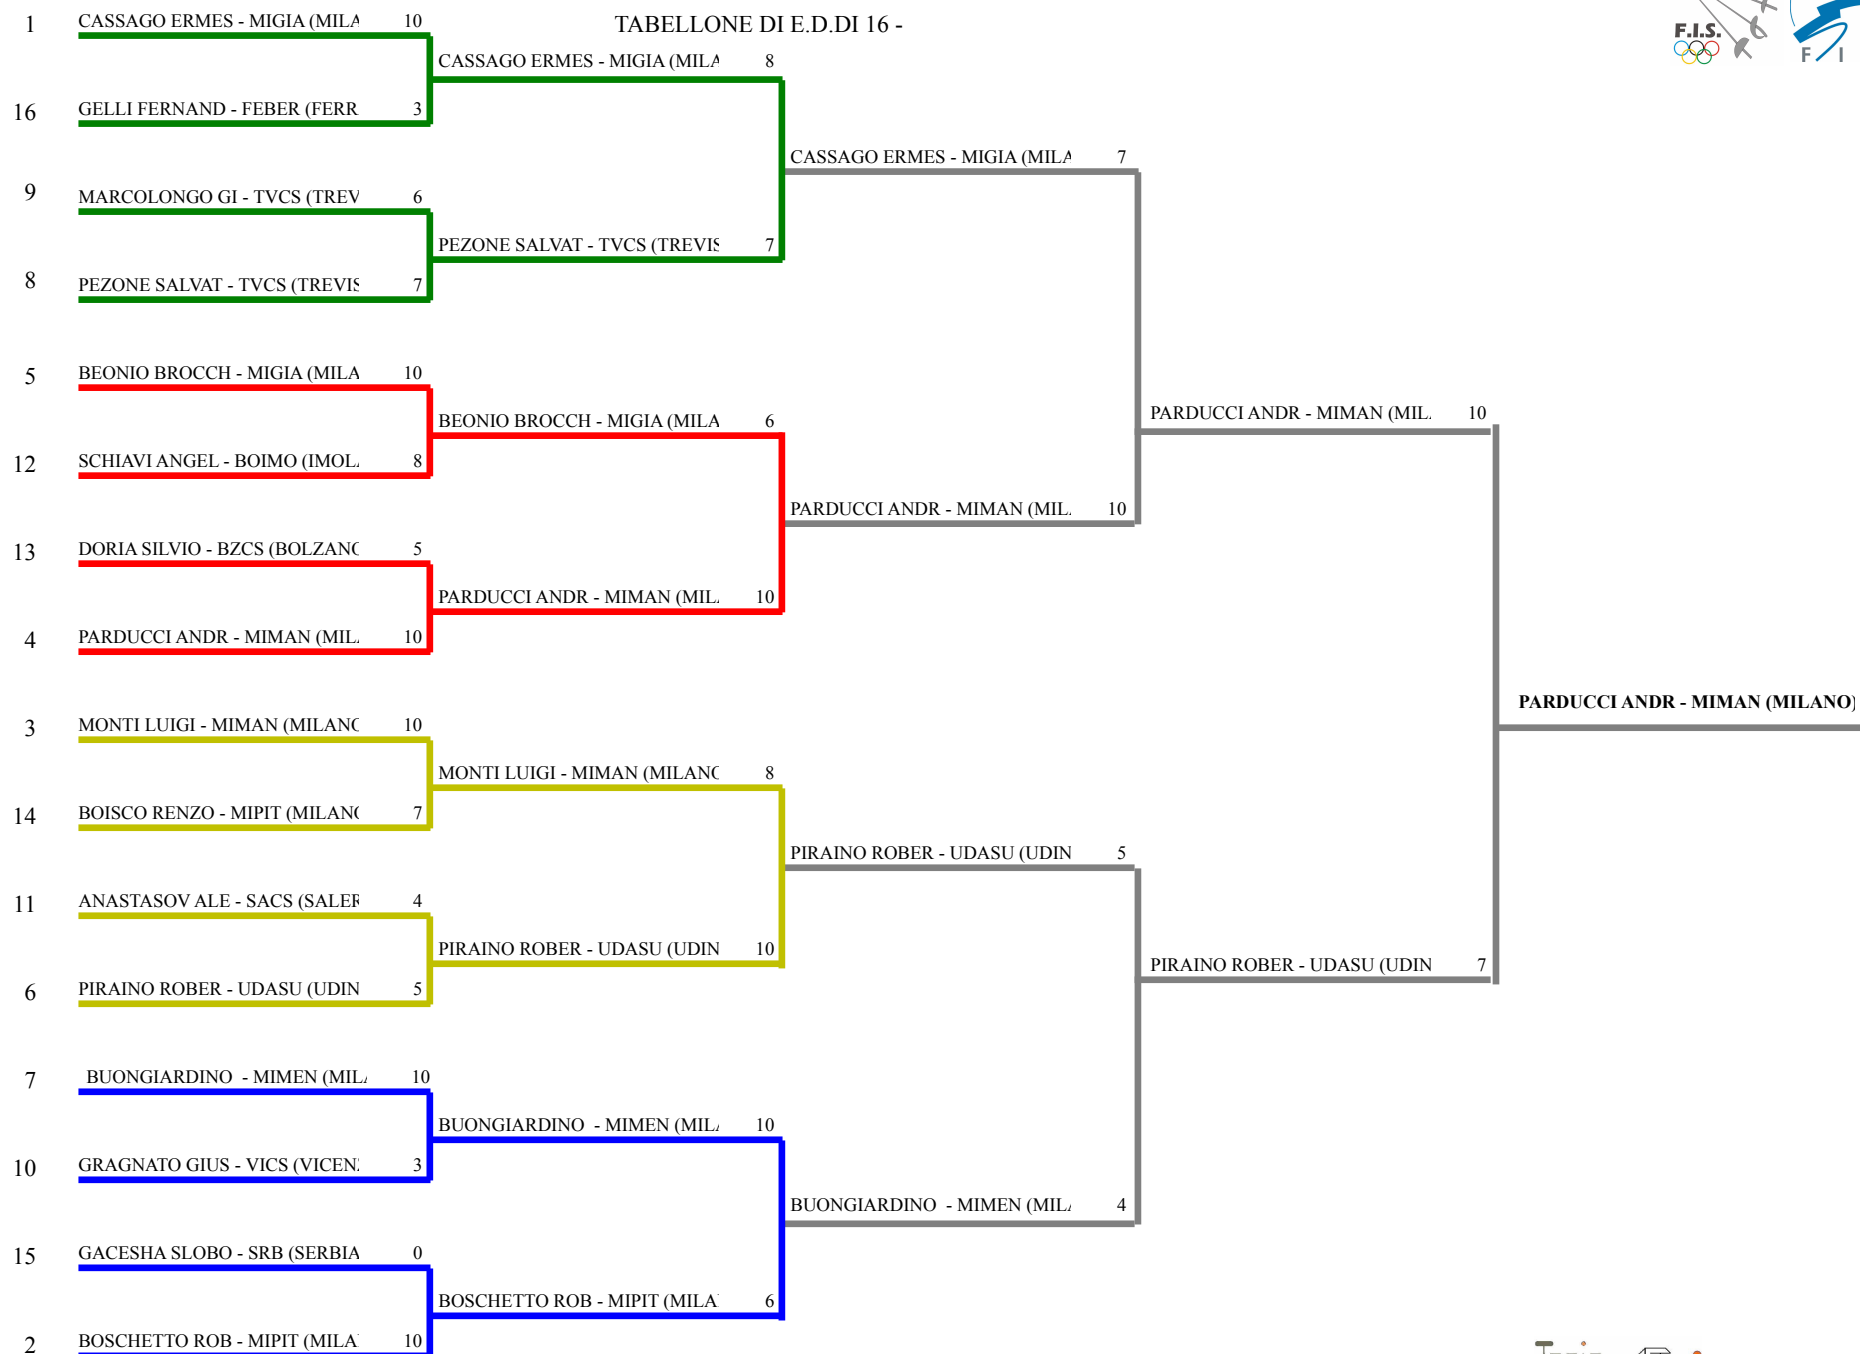 TABELLONE DI E.D.DI 16 -
F.I.S.
F I
1 CASSAGO ERMES - MIGIA (MILA 10
CASSAGO ERMES - MIGIA (MILA 8
16 GELLI FERNAND - FEBER (FERR 3
CASSAGO ERMES - MIGIA (MILA 7
9 MARCOLONGO GI - TVCS (TREV 6
PEZONE SALVAT - TVCS (TREVIS 7
8 PEZONE SALVAT - TVCS (TREVIS 7
5 BEONIO BROCCH - MIGIA (MILA 10
PARDUCCI ANDR - MIMAN (MIL 10
BEONIO BROCCH - MIGIA (MILA 6
12 SCHIAVI ANGEL - BOIMO (IMOL 8
PARDUCCI ANDR - MIMAN (MIL 10
13 DORIA SILVIO - BZCS (BOLZANO 5
PARDUCCI ANDR - MIMAN (MIL 10
4 PARDUCCI ANDR - MIMAN (MIL 10
PARDUCCI ANDR - MIMAN (MILANO)
3 MONTI LUIGI - MIMAN (MILANO 10
MONTI LUIGI - MIMAN (MILANO 8
14 BOISCO RENZO - MIPIT (MILANO 7
PIRAINO ROBER - UDASU (UDIN 5
11 ANASTASOV ALE - SACS (SALER 4
PIRAINO ROBER - UDASU (UDIN 10
PIRAINO ROBER - UDASU (UDIN 7
6 PIRAINO ROBER - UDASU (UDIN 5
7 BUONGIARDINO - MIMEN (MILA 10
BUONGIARDINO - MIMEN (MILA 10
10 GRAGNATO GIUS - VICS (VICEN 3
BUONGIARDINO - MIMEN (MILA 4
15 GACESHA SLOBO - SRB (SERBIA 0
BOSCHETTO ROB - MIPIT (MILA 6
2 BOSCHETTO ROB - MIPIT (MILA 10